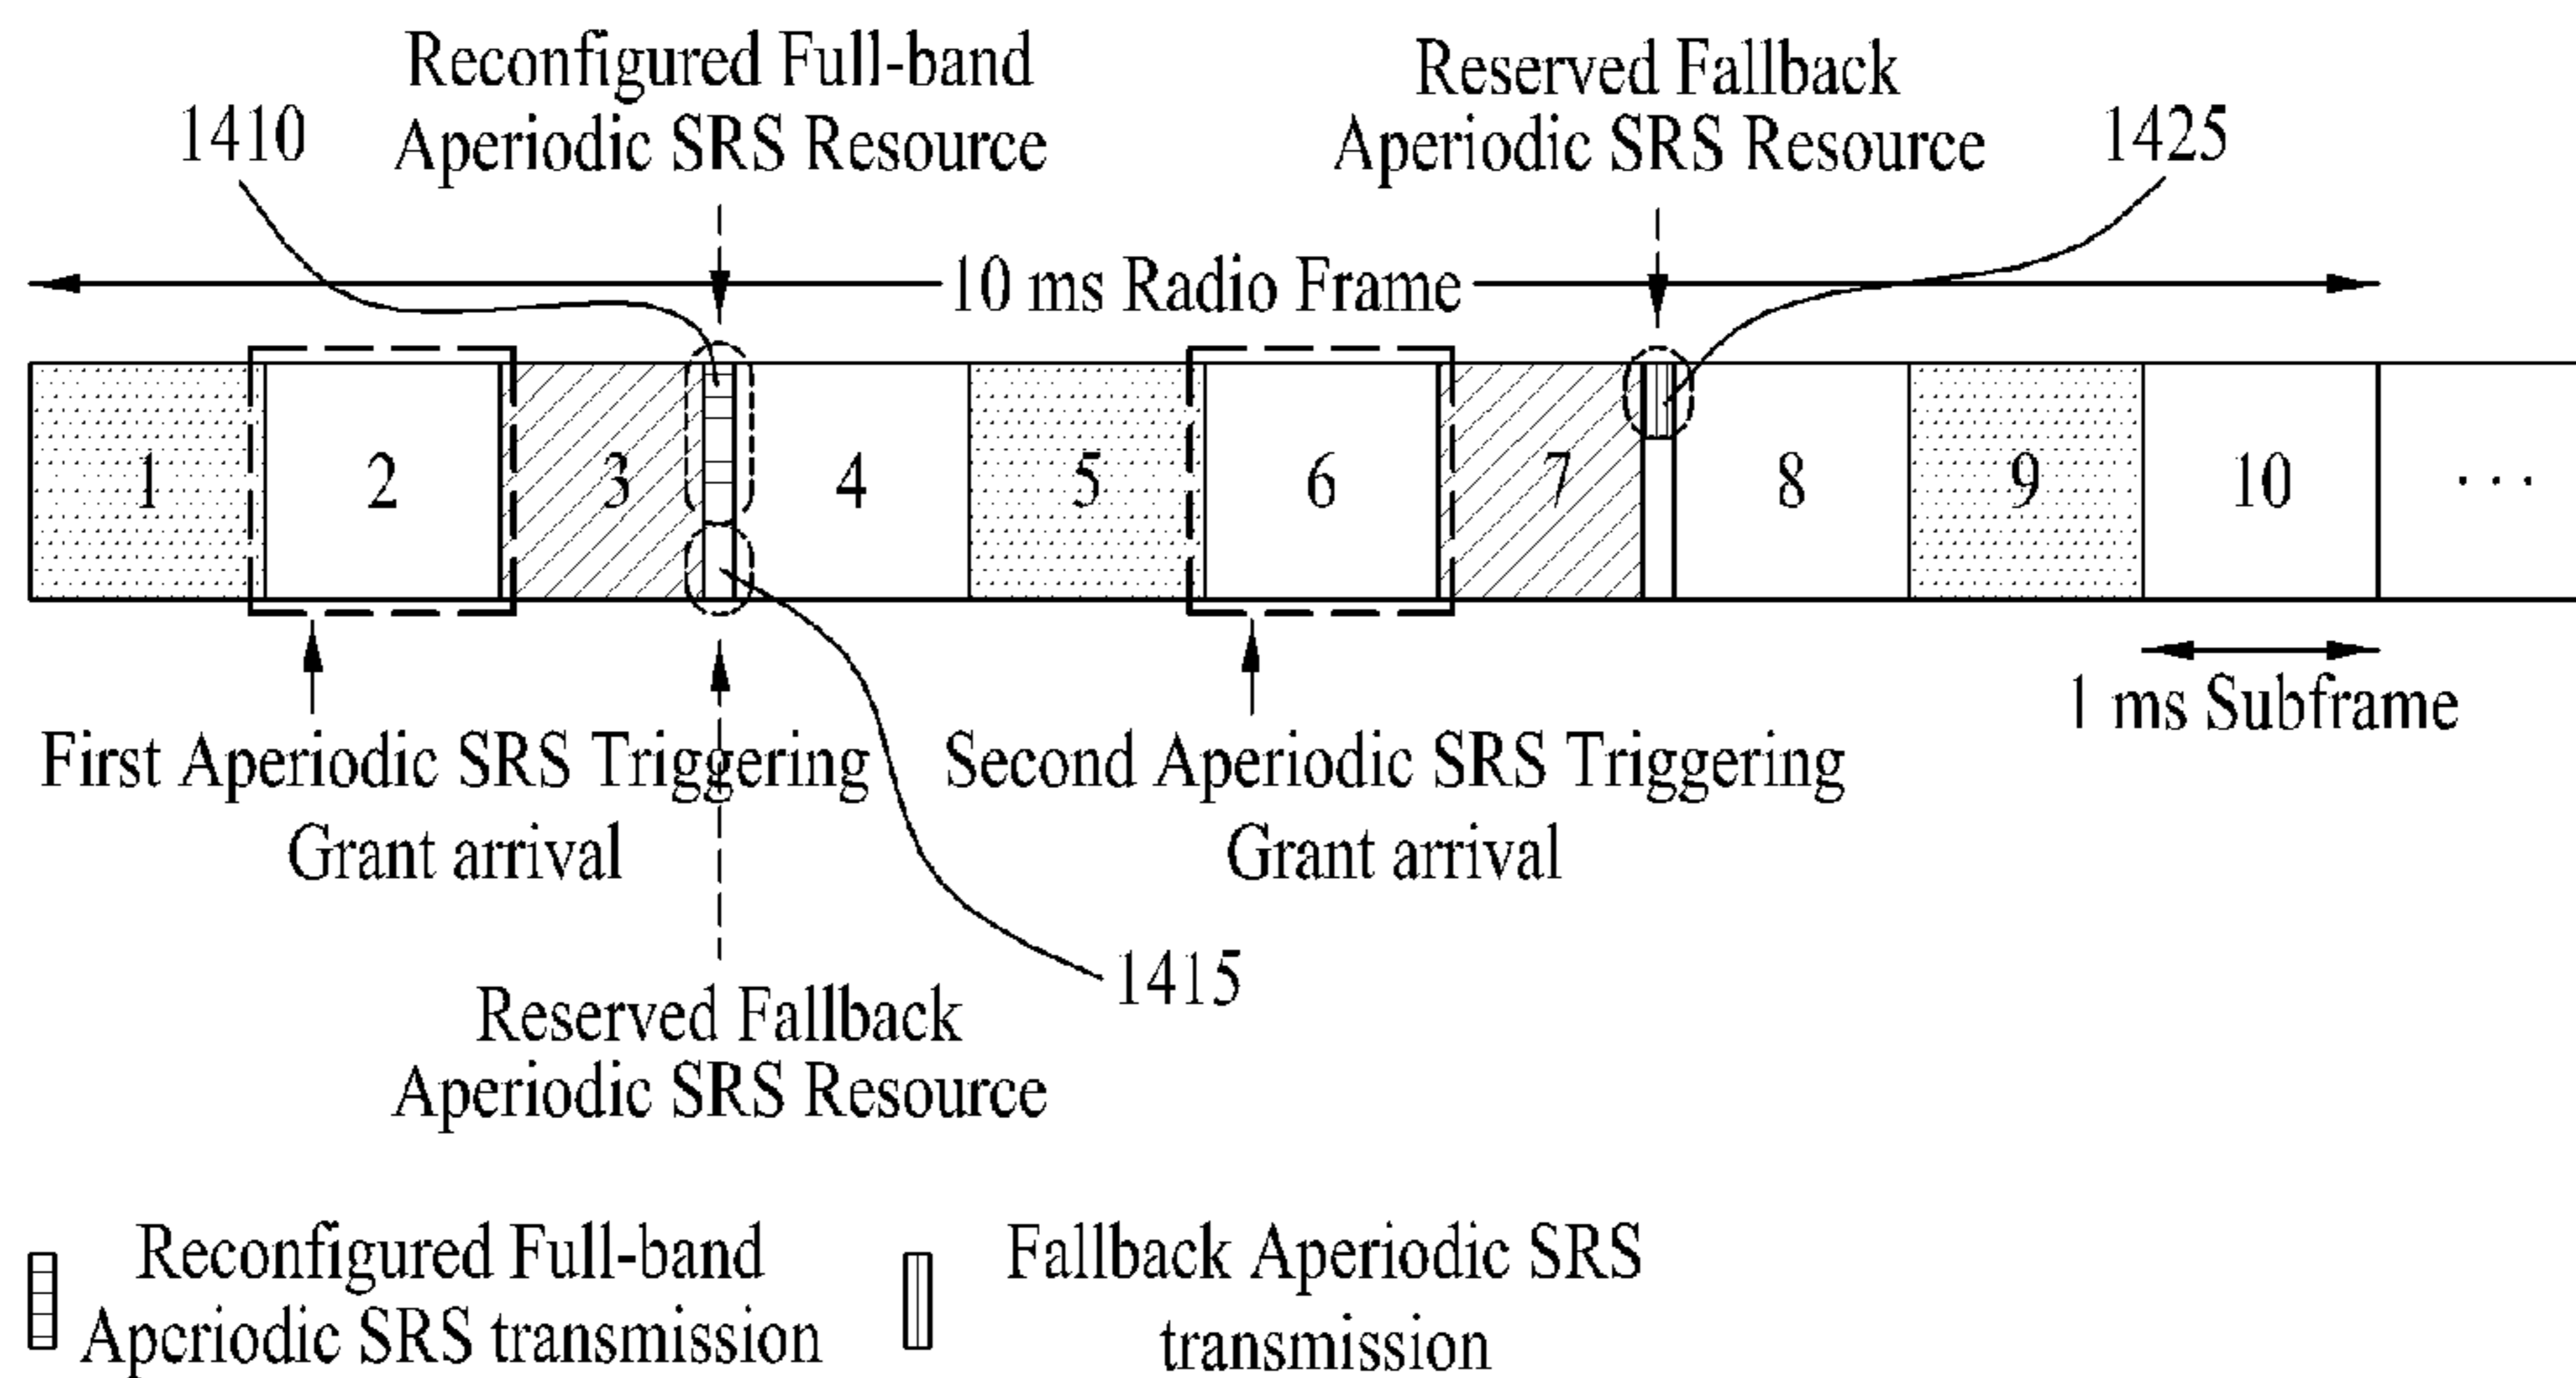 Reconfigured Full-band
Aperiodic SRS Resource
Reserved Fallback
Aperiodic SRS Resource
1410
1425
10 ms Radio Frame
1 2 3 4 5 6 7 8 9 10 ...
1 ms Subframe
First Aperiodic SRS Triggering
Grant arrival
Second Aperiodic SRS Triggering
Grant arrival
1415
Reserved Fallback
Aperiodic SRS Resource
Reconfigured Full-band
Aperiodic SRS transmission
Fallback Aperiodic SRS
transmission